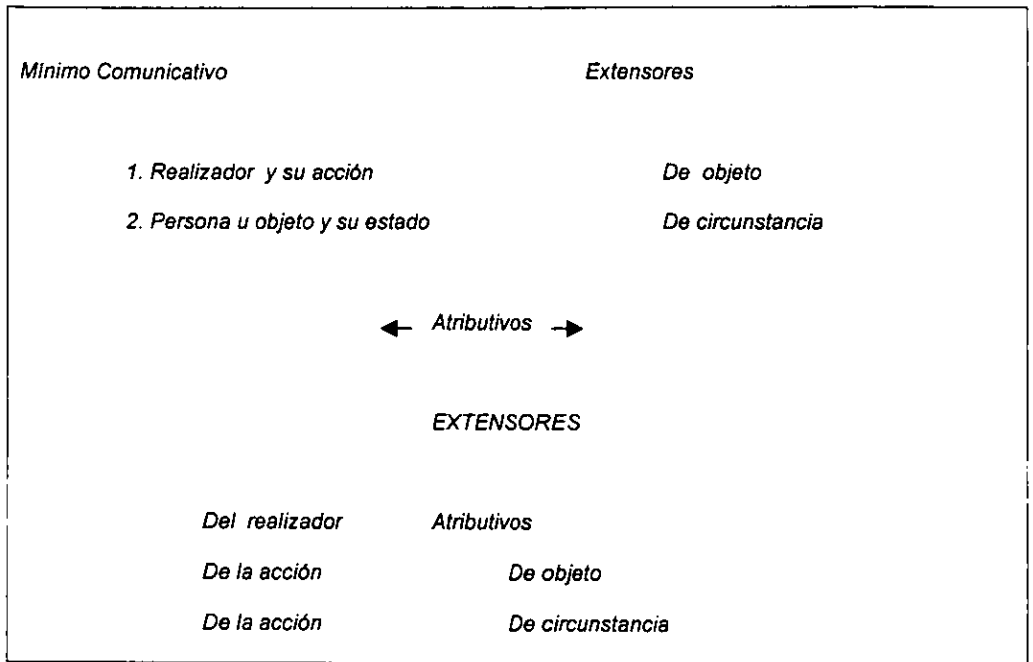 Mínimo Comunicativo Extensores
1. Realizador y su acción De objeto
2. Persona u objeto y su estado De circunstancia
Atributivos
EXTENSORES
Del realizador Atributivos
De la acción De objeto
De la acción De circunstancia